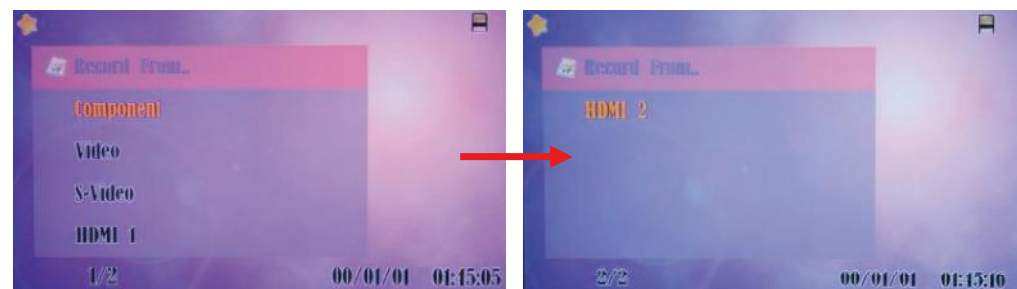 Record From..
Component
Video
S-Video
HDMI 1
1/2
00/01/01 01:15:05
Record From..
HDMI 2
2/2
00/01/01 01:15:16